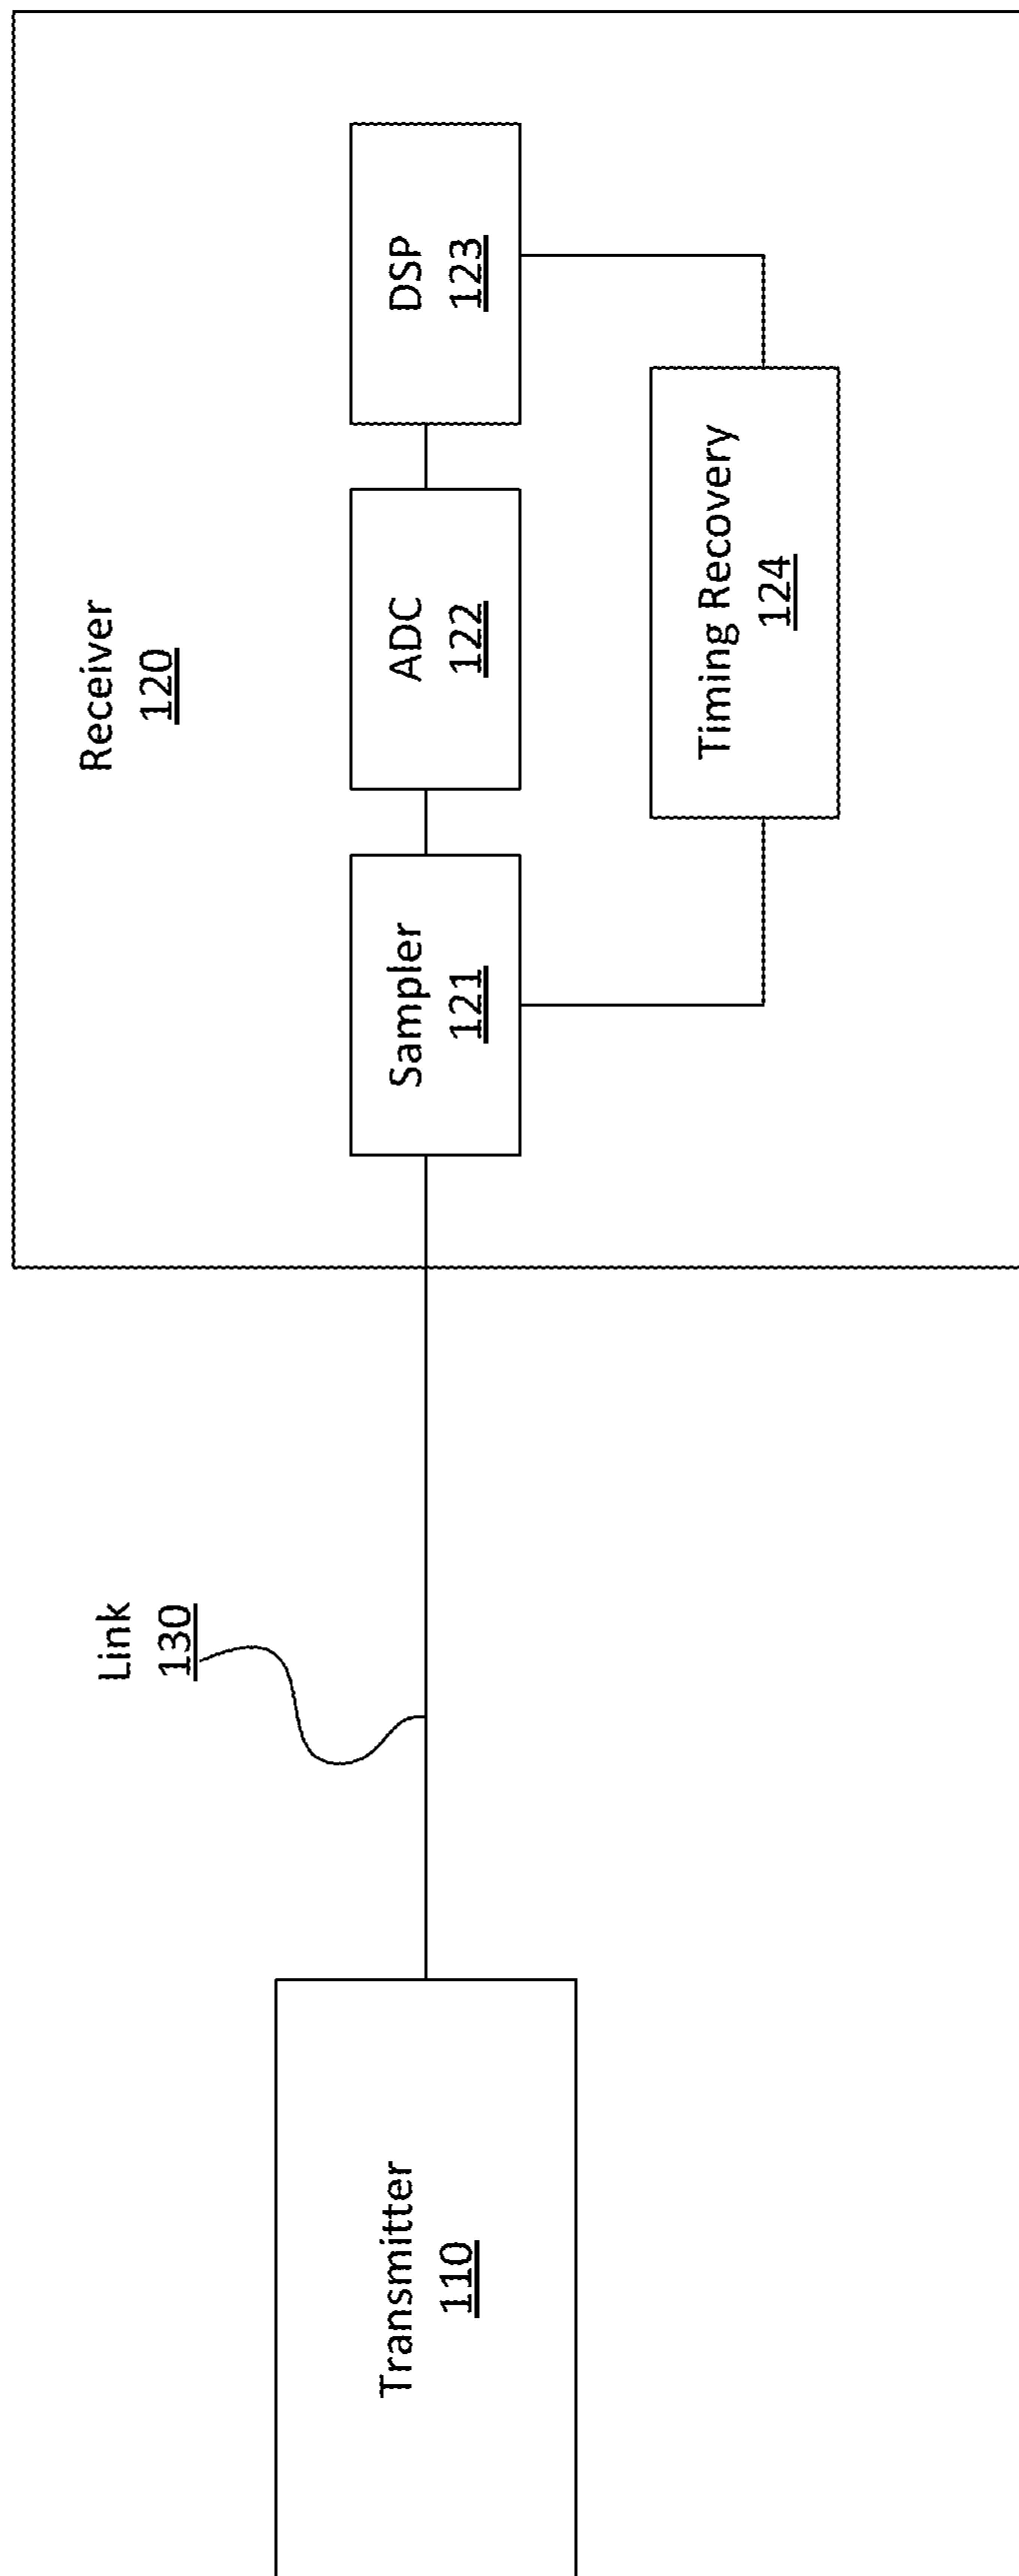 Transmitter
110
Link
130
Receiver
120
Sampler
121
ADC
122
DSP
123
Timing Recovery
124